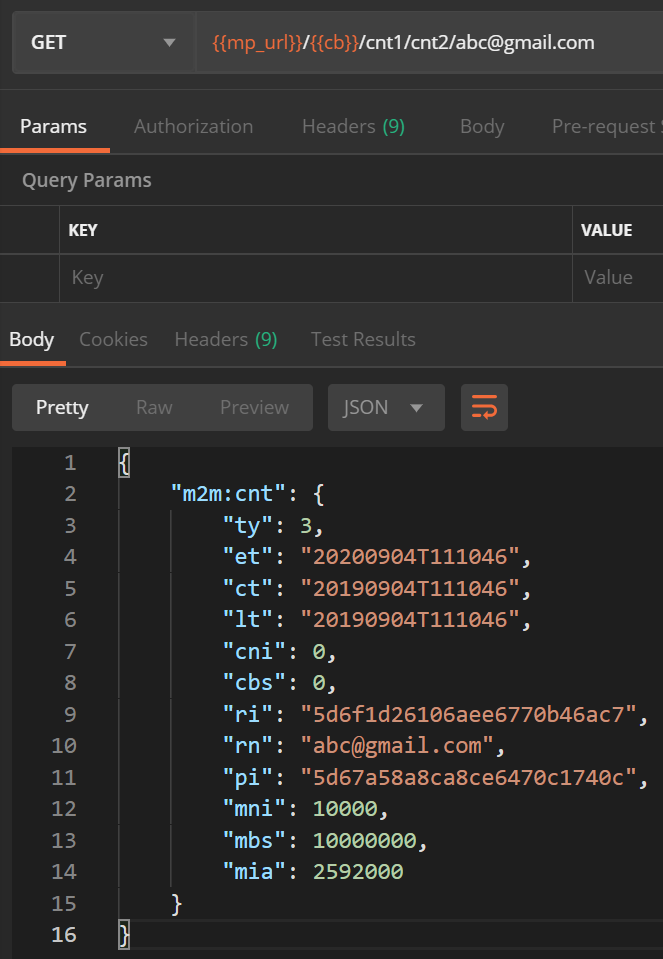 GET {{mp_url}}/{{cb}}/cnt1/cnt2/abc@gmail.com
Params Authorization Headers (9) Body Pre-request S
Query Params
KEY VALUE
Key Value
Body Cookies Headers (9) Test Results
Pretty Raw Preview JSON
1 {
2 "m2m:cnt": {
3 "ty": 3,
4 "et": "20200904T111046",
5 "ct": "20190904T111046",
6 "lt": "20190904T111046",
7 "cni": 0,
8 "cbs": 0,
9 "ri": "5d6f1d26106aee6770b46ac7",
10 "rn": "abc@gmail.com",
11 "pi": "5d67a58a8ca8ce6470c1740c",
12 "mni": 10000,
13 "mbs": 10000000,
14 "mia": 2592000
15 }
16 }